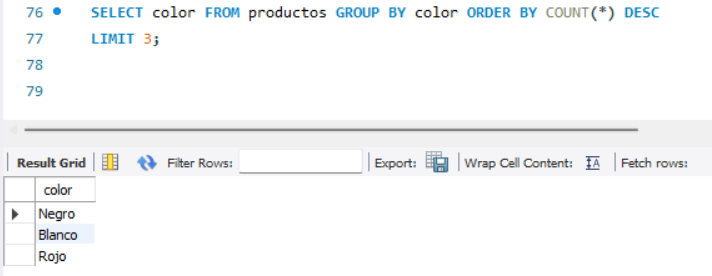 76 SELECT color FROM productos GROUP BY color ORDER BY COUNT(*) DESC
77 LIMIT 3;
78
79
Result Grid Filter Rows: Export: Wrap Cell Content: IA Fetch rows:
color
Negro
Blanco
Rojo